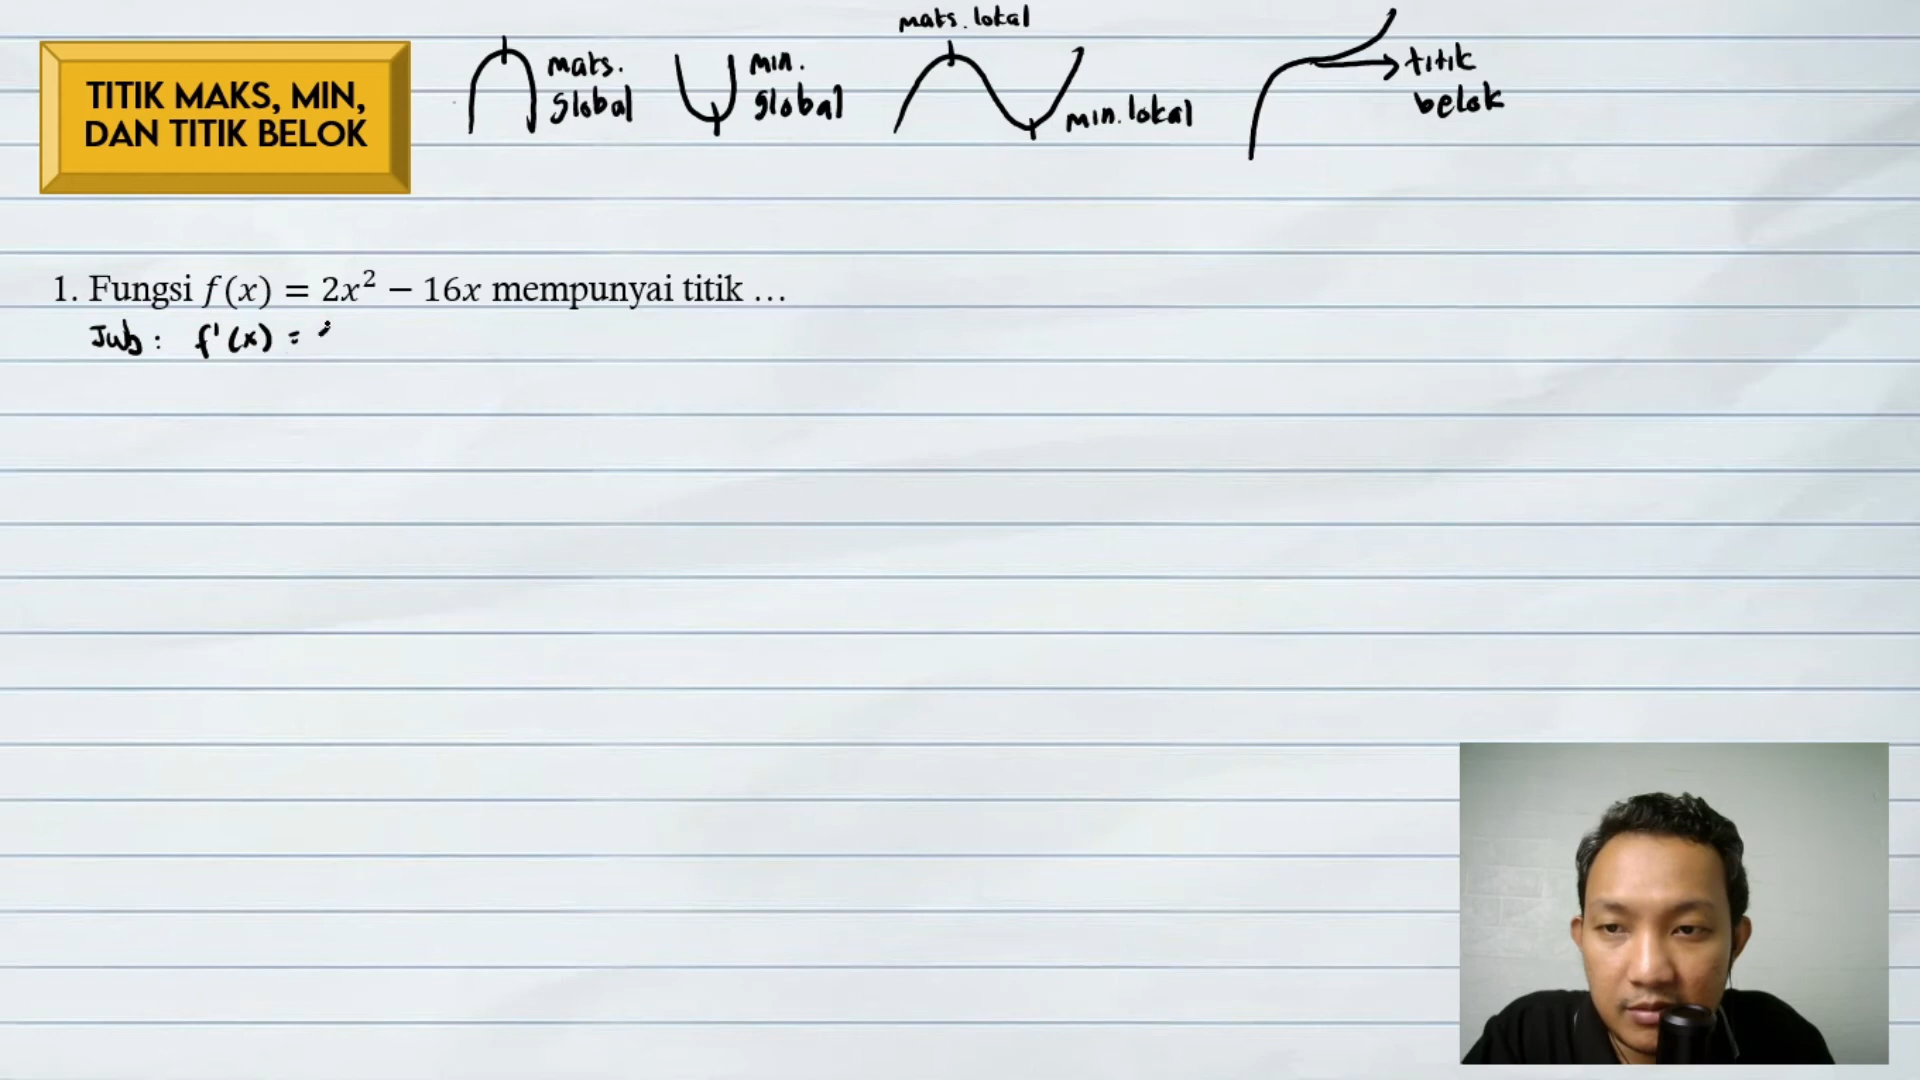 TITIK MAKS, MIN,
DAN TITIK BELOK
maks.
global
min.
global
maks. lokal
min. lokal
titik
belok
1. Fungsi f(x) = 2x² − 16x mempunyai titik …
Jwb : f'(x) =